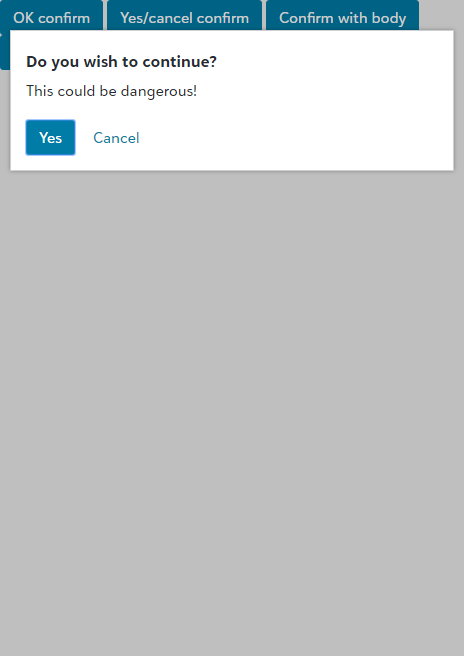 OK confirm Yes/cancel confirm Confirm with body
Do you wish to continue?
This could be dangerous!
Yes Cancel